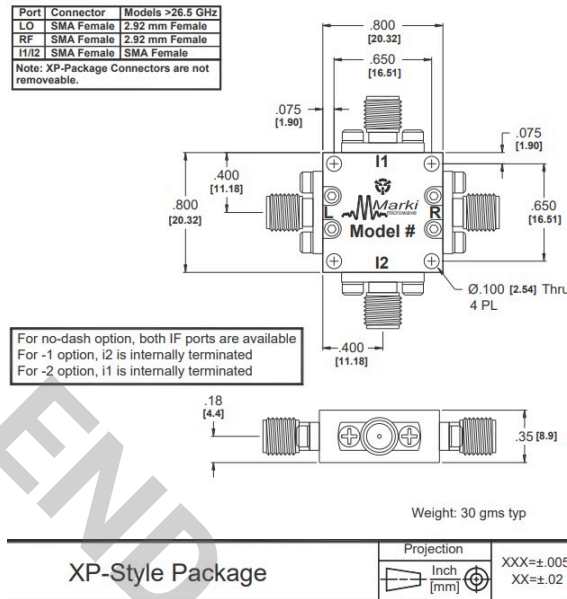 Port Connector Models >26.5 GHz
LO SMA Female 2.92 mm Female
RF SMA Female 2.92 mm Female
I1/I2 SMA Female SMA Female
Note: XP-Package Connectors are not
removeable.
.800
[20.32]
.650
[16.51]
.075
[1.90]
.075
[1.90]
.400
[11.18]
.800
[20.32]
.650
[16.51]
I1
L
Marki
microwave
R
Model #
I2
Ø.100 [2.54] Thru
4 PL
.400
[11.18]
For no-dash option, both IF ports are available
For -1 option, i2 is internally terminated
For -2 option, i1 is internally terminated
.18
[4.4]
.35 [8.9]
Weight: 30 gms typ
END
XP-Style Package
Projection
Inch
[mm]
XXX=±.005
XX=±.02